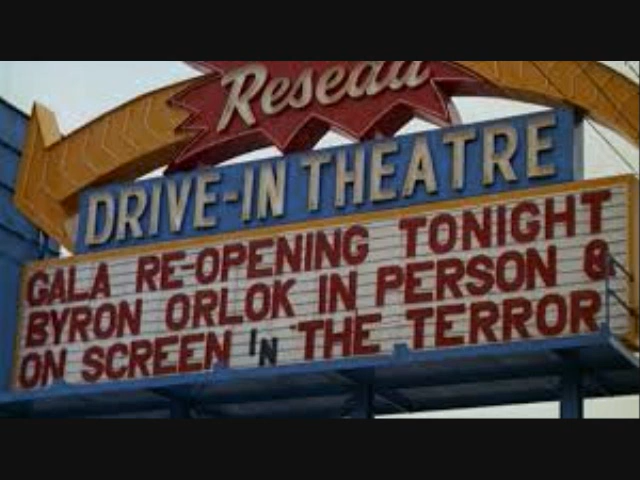 Reseda
DRIVE-IN THEATRE
GALA RE-OPENING TONIGHT
BYRON ORLOK IN PERSON &
ON SCREEN IN "THE TERROR